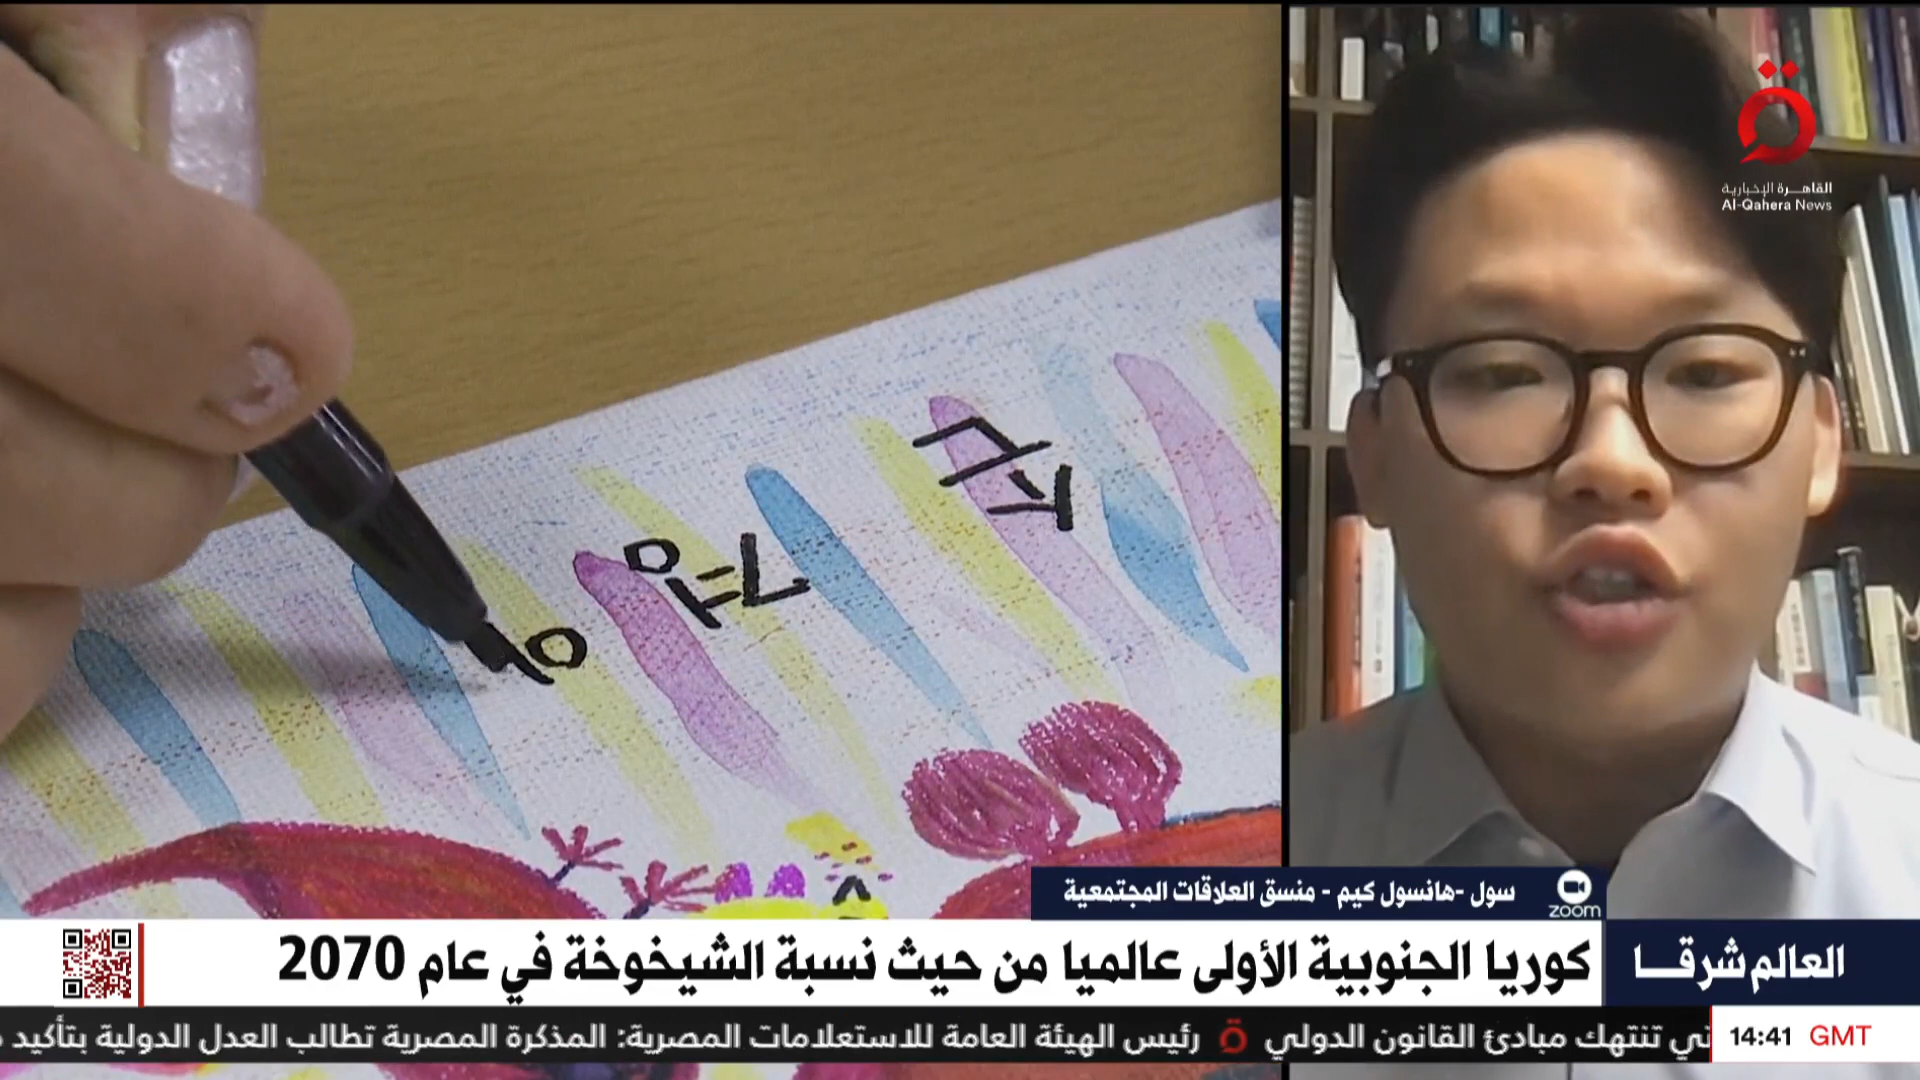 القاهرة الإخبارية
Al-Qahera News
سول -هانسول كيم - منسق العلاقات المجتمعية
zoom
العالم شرقا
كوريا الجنوبية الأولى عالميا من حيث نسبة الشيخوخة في عام 2070
تنتهك مبادئ القانون الدولي
رئيس الهيئة العامة للاستعلامات المصرية: المذكرة المصرية تطالب العدل الدولية بتأكيد
14:41 GMT